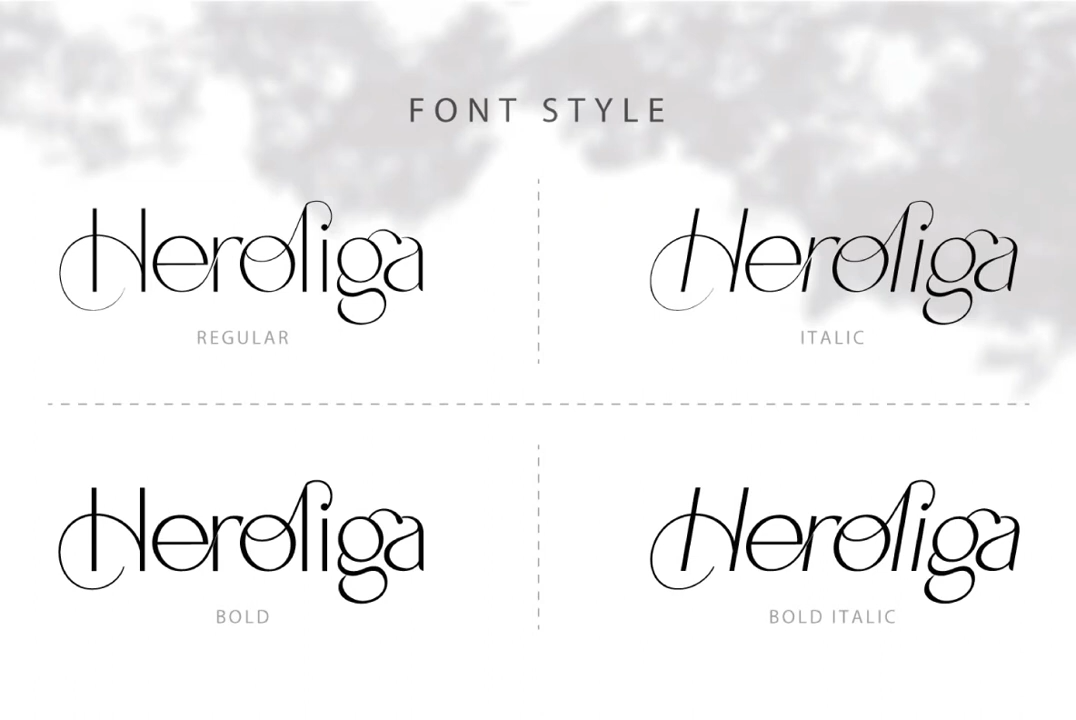 FONT STYLE
Heroliga
REGULAR
Heroliga
ITALIC
Heroliga
BOLD
Heroliga
BOLD ITALIC